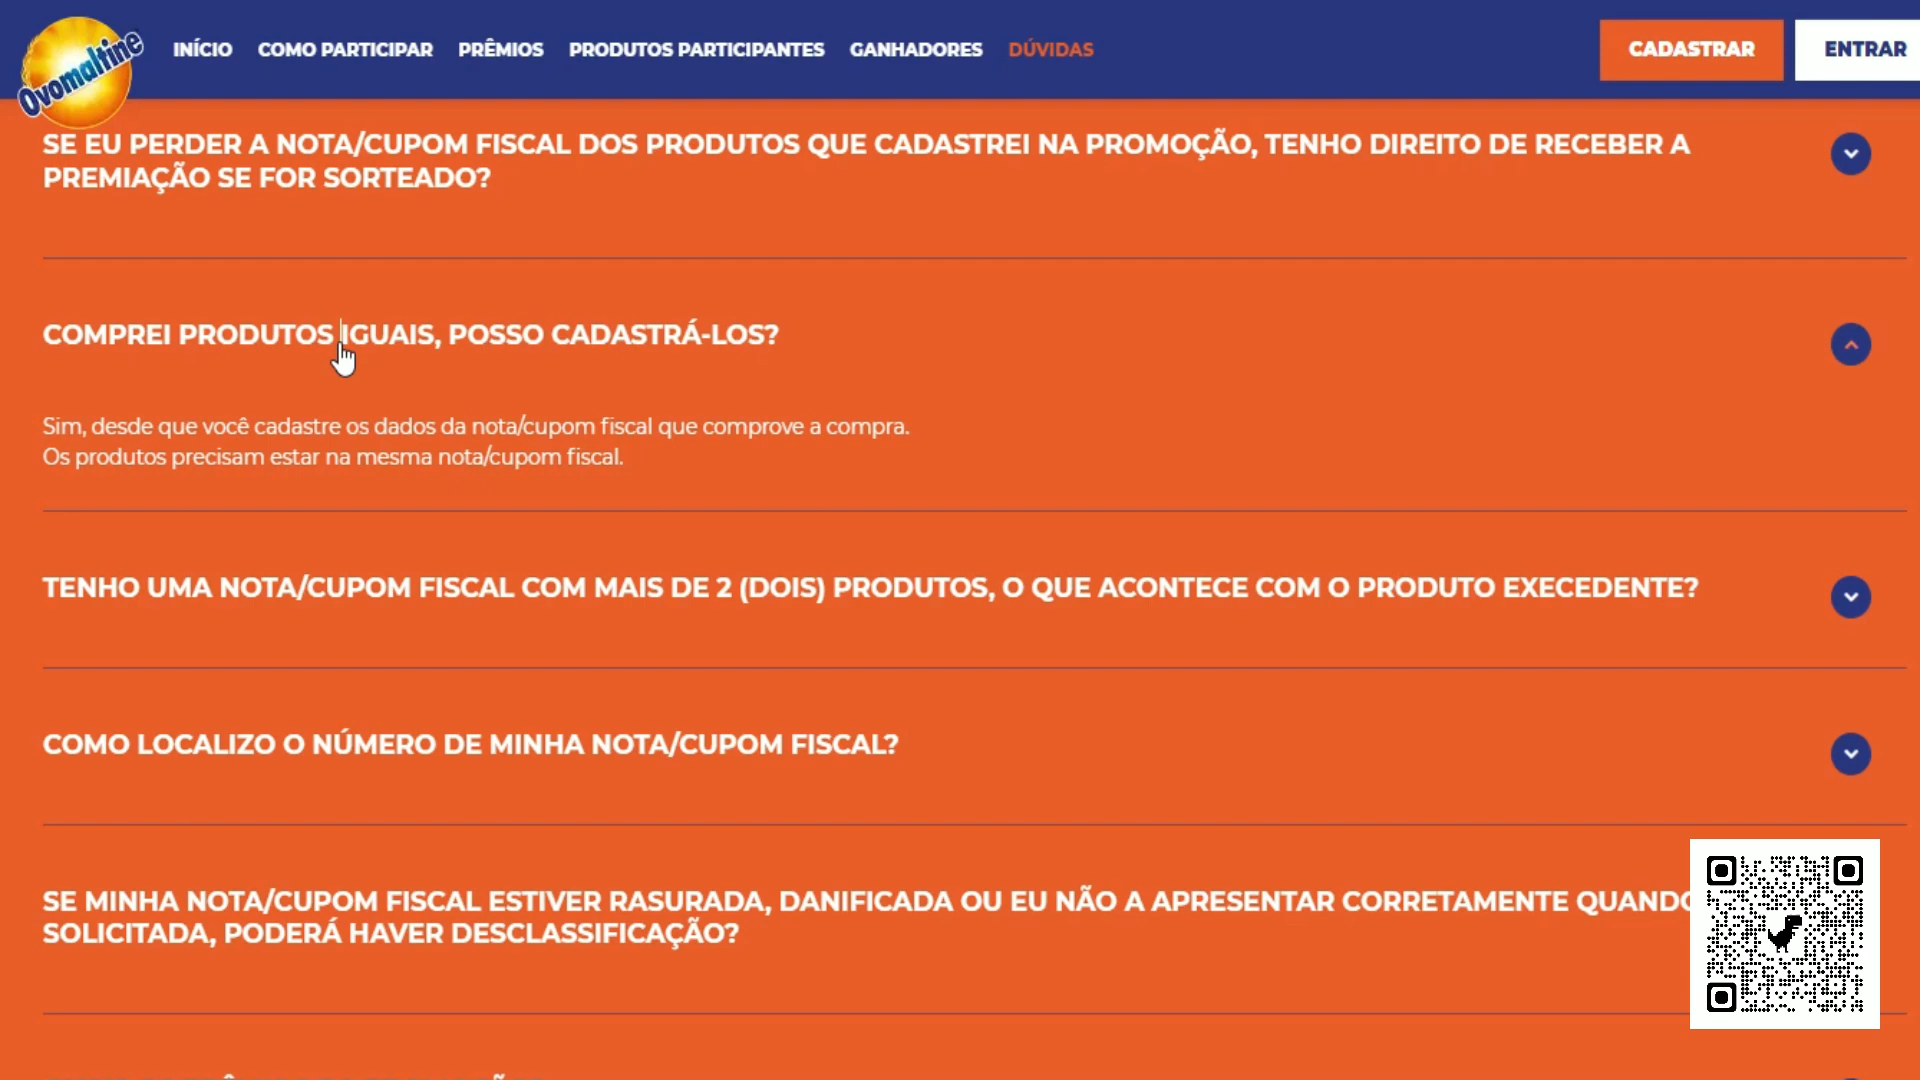 Ovomaltine
INÍCIO COMO PARTICIPAR PRÊMIOS PRODUTOS PARTICIPANTES GANHADORES DÚVIDAS CADASTRAR ENTRAR
SE EU PERDER A NOTA/CUPOM FISCAL DOS PRODUTOS QUE CADASTREI NA PROMOÇÃO, TENHO DIREITO DE RECEBER A
PREMIAÇÃO SE FOR SORTEADO?
COMPREI PRODUTOS IGUAIS, POSSO CADASTRÁ-LOS?
Sim, desde que você cadastre os dados da nota/cupom fiscal que comprove a compra.
Os produtos precisam estar na mesma nota/cupom fiscal.
TENHO UMA NOTA/CUPOM FISCAL COM MAIS DE 2 (DOIS) PRODUTOS, O QUE ACONTECE COM O PRODUTO EXECEDENTE?
COMO LOCALIZO O NÚMERO DE MINHA NOTA/CUPOM FISCAL?
SE MINHA NOTA/CUPOM FISCAL ESTIVER RASURADA, DANIFICADA OU EU NÃO A APRESENTAR CORRETAMENTE QUANDO
SOLICITADA, PODERÁ HAVER DESCLASSIFICAÇÃO?